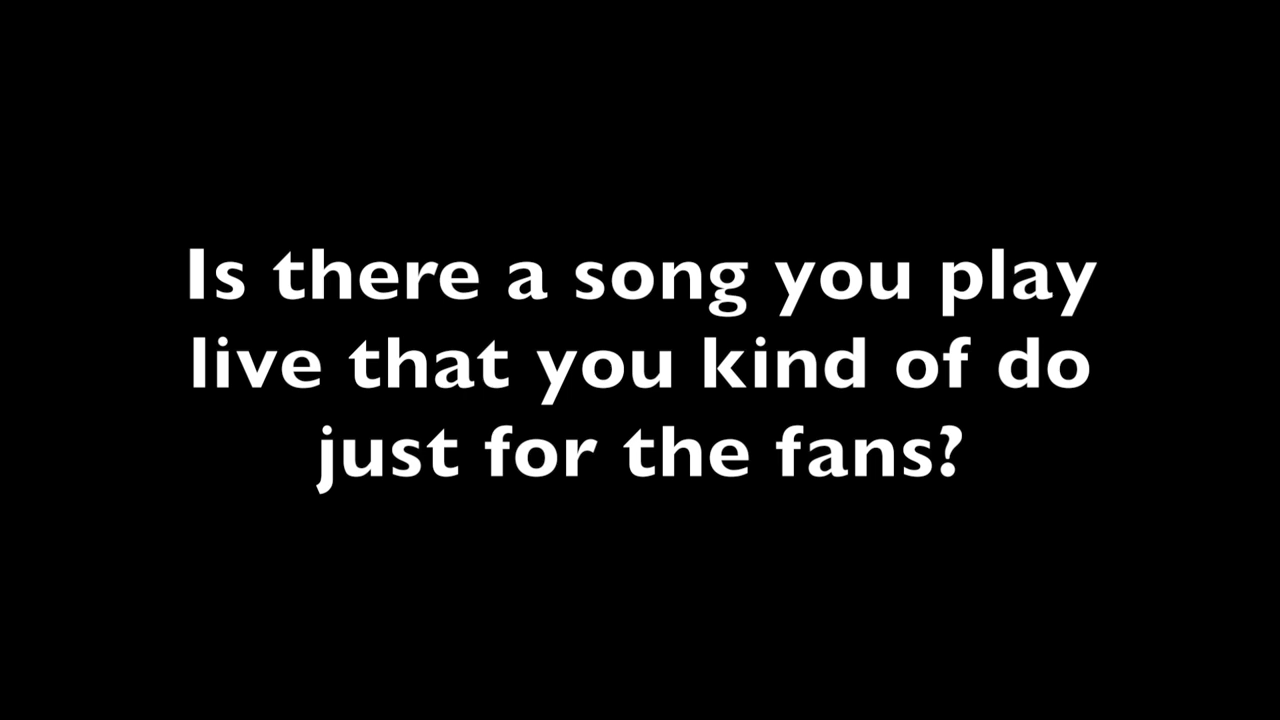 Is there a song you play
live that you kind of do
just for the fans?